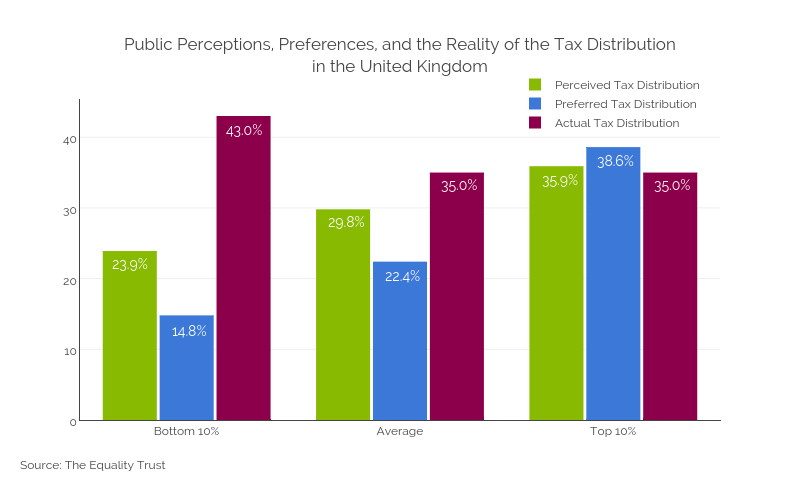 Public Perceptions, Preferences, and the Reality of the Tax Distribution
in the United Kingdom
Perceived Tax Distribution
Preferred Tax Distribution
Actual Tax Distribution
40
30
20
10
0
23.9%
14.8%
43.0%
29.8%
22.4%
35.0%
35.9%
38.6%
35.0%
Bottom 10%
Average
Top 10%
Source: The Equality Trust